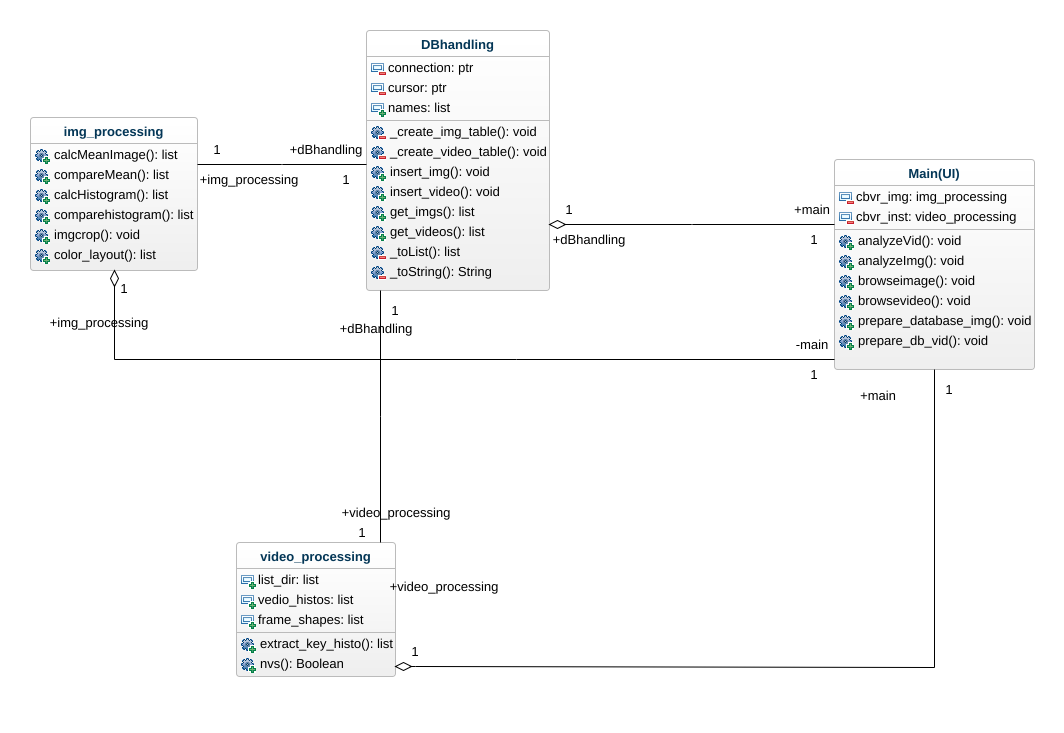 DBhandling
connection: ptr
cursor: ptr
names: list
_create_img_table(): void
_create_video_table(): void
insert_img(): void
insert_video(): void
get_imgs(): list
get_videos(): list
_toList(): list
_toString(): String
img_processing
calcMeanImage(): list
compareMean(): list
calcHistogram(): list
comparehistogram(): list
imgcrop(): void
color_layout(): list
1
+dBhandling
+img_processing
1
Main(UI)
cbvr_img: img_processing
cbvr_inst: video_processing
analyzeVid(): void
analyzeImg(): void
browseimage(): void
browsevideo(): void
prepare_database_img(): void
prepare_db_vid(): void
1
+main
+dBhandling
1
1
+img_processing
1
+dBhandling
-main
1
+main
1
+video_processing
1
video_processing
list_dir: list
vedio_histos: list
frame_shapes: list
extract_key_histo(): list
nvs(): Boolean
+video_processing
1